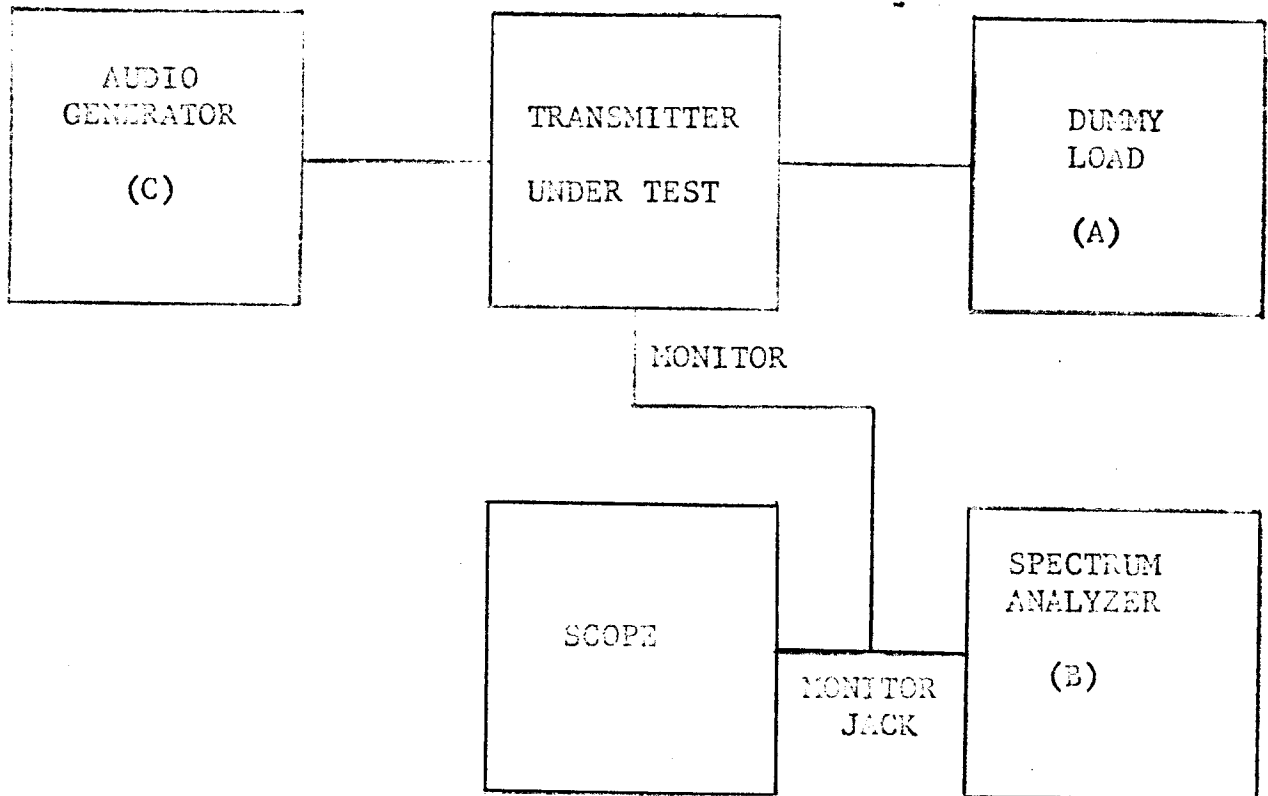 AUDIO
GENERATOR
(C)
TRANSMITTER
UNDER TEST
DUMMY
LOAD
(A)
MONITOR
SCOPE
MONITOR
JACK
SPECTRUM
ANALYZER
(B)